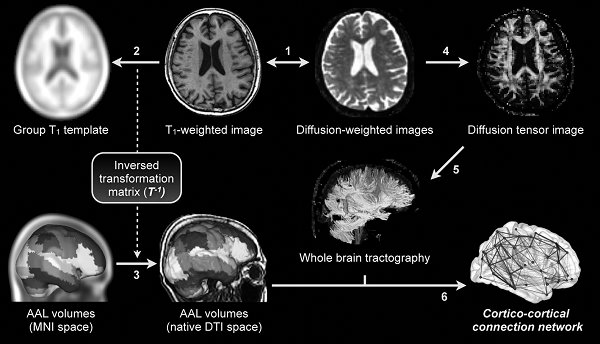 2
1
4
Group T₁ template
T₁-weighted image
Diffusion-weighted images
Diffusion tensor image
Inversed
transformation
matrix (T⁻¹)
5
Whole brain tractography
3
6
AAL volumes
(MNI space)
AAL volumes
(native DTI space)
Cortico-cortical
connection network